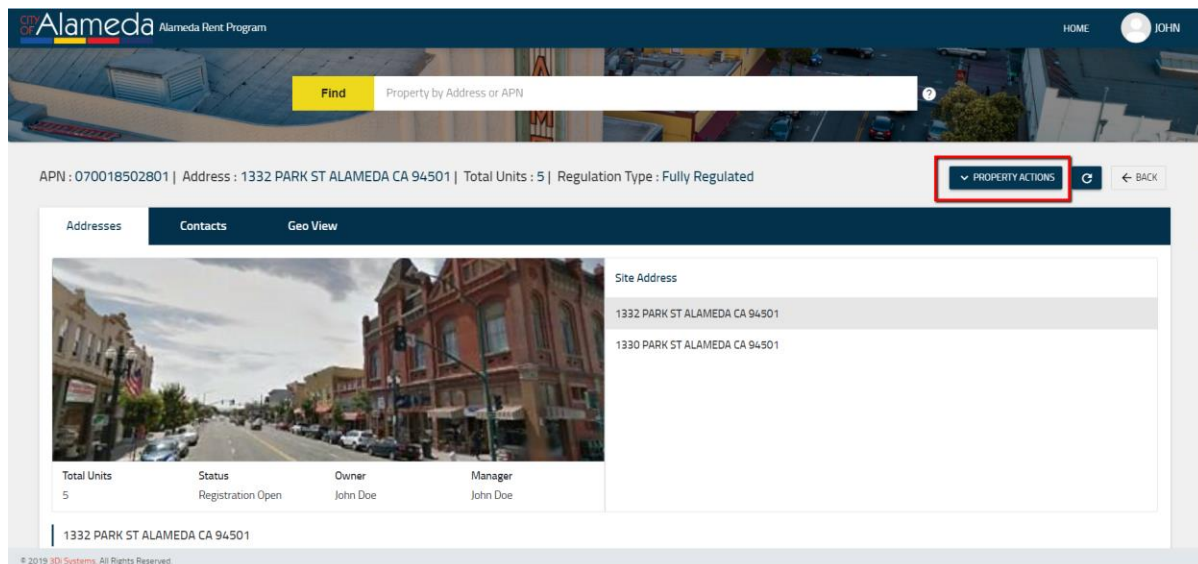 CITY OF Alameda Alameda Rent Program HOME JOHN
Find Property by Address or APN ?
APN : 070018502801 | Address : 1332 PARK ST ALAMEDA CA 94501 | Total Units : 5 | Regulation Type : Fully Regulated PROPERTY ACTIONS BACK
Addresses Contacts Geo View
Site Address
1332 PARK ST ALAMEDA CA 94501
1330 PARK ST ALAMEDA CA 94501
Total Units Status Owner Manager
5 Registration Open John Doe John Doe
1332 PARK ST ALAMEDA CA 94501
© 2019 3Di Systems. All Rights Reserved.